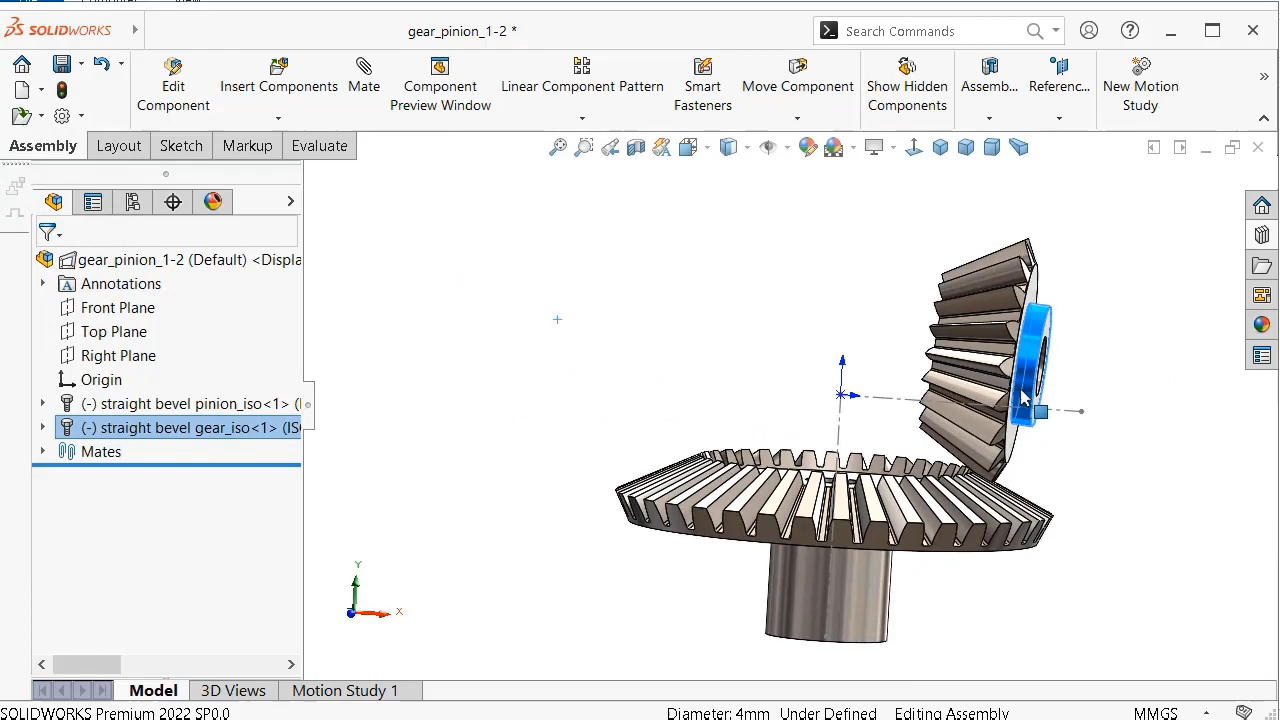 SOLIDWORKS
gear_pinion_1-2 *
Search Commands
Edit Component
Insert Components
Mate
Component Preview Window
Linear Component Pattern
Smart Fasteners
Move Component
Show Hidden Components
Assemb...
Referenc...
New Motion Study
Assembly
Layout
Sketch
Markup
Evaluate
gear_pinion_1-2 (Default) <Displa
Annotations
Front Plane
Top Plane
Right Plane
Origin
(-) straight bevel pinion_iso<1> (I
(-) straight bevel gear_iso<1> (IS
Mates
Y
X
Model
3D Views
Motion Study 1
SOLIDWORKS Premium 2022 SP0.0
Diameter: 4mm
Under Defined
Editing Assembly
MMGS